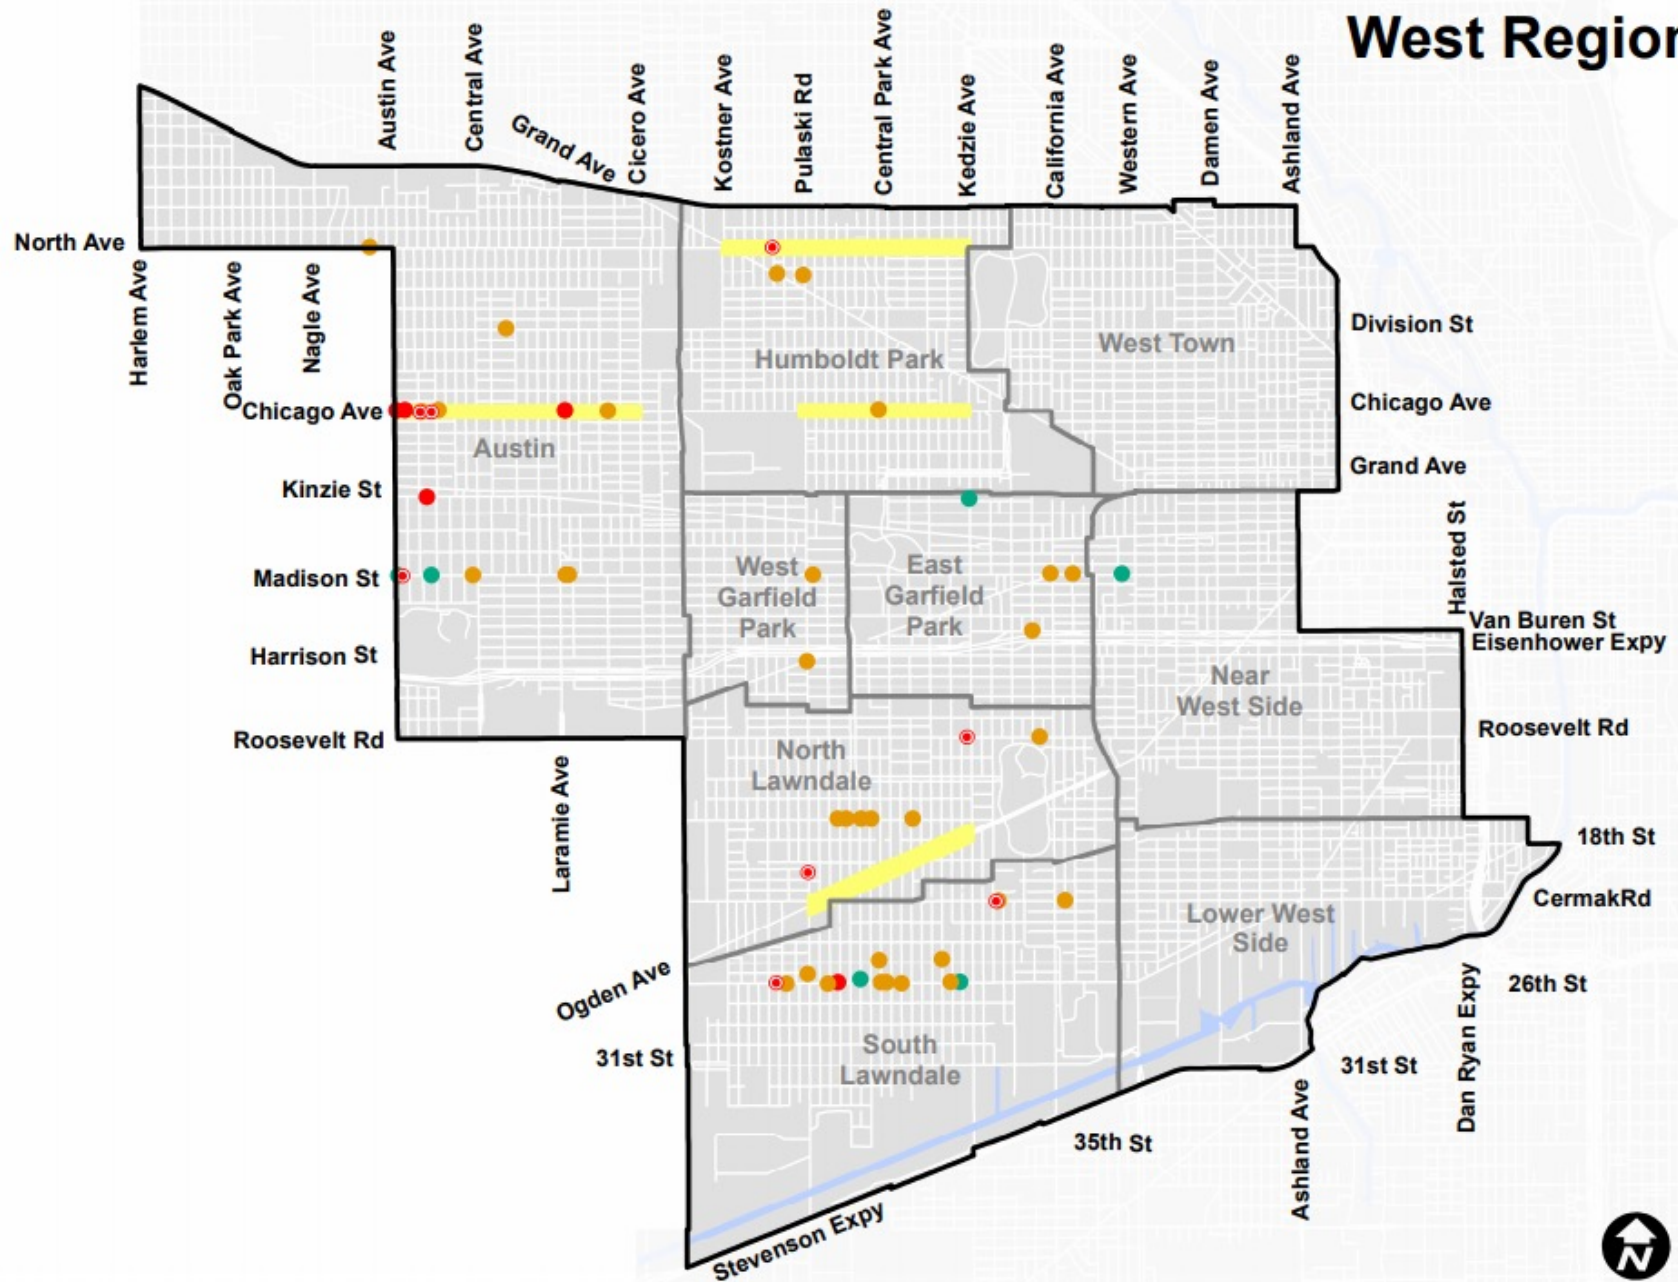 West Region
Austin Ave
Central Ave
Grand Ave
Cicero Ave
Kostner Ave
Pulaski Rd
Central Park Ave
Kedzie Ave
California Ave
Western Ave
Damen Ave
Ashland Ave
North Ave
Harlem Ave
Oak Park Ave
Nagle Ave
Division St
Humboldt Park
West Town
Chicago Ave
Chicago Ave
Austin
Grand Ave
Kinzie St
Halsted St
Madison St
West
Garfield
Park
East
Garfield
Park
Van Buren St
Eisenhower Expy
Harrison St
Near
West Side
Roosevelt Rd
Roosevelt Rd
North
Lawndale
Laramie Ave
18th St
CermakRd
Lower West
Side
Ogden Ave
26th St
Dan Ryan Expy
South
Lawndale
31st St
31st St
Ashland Ave
35th St
Stevenson Expy
N